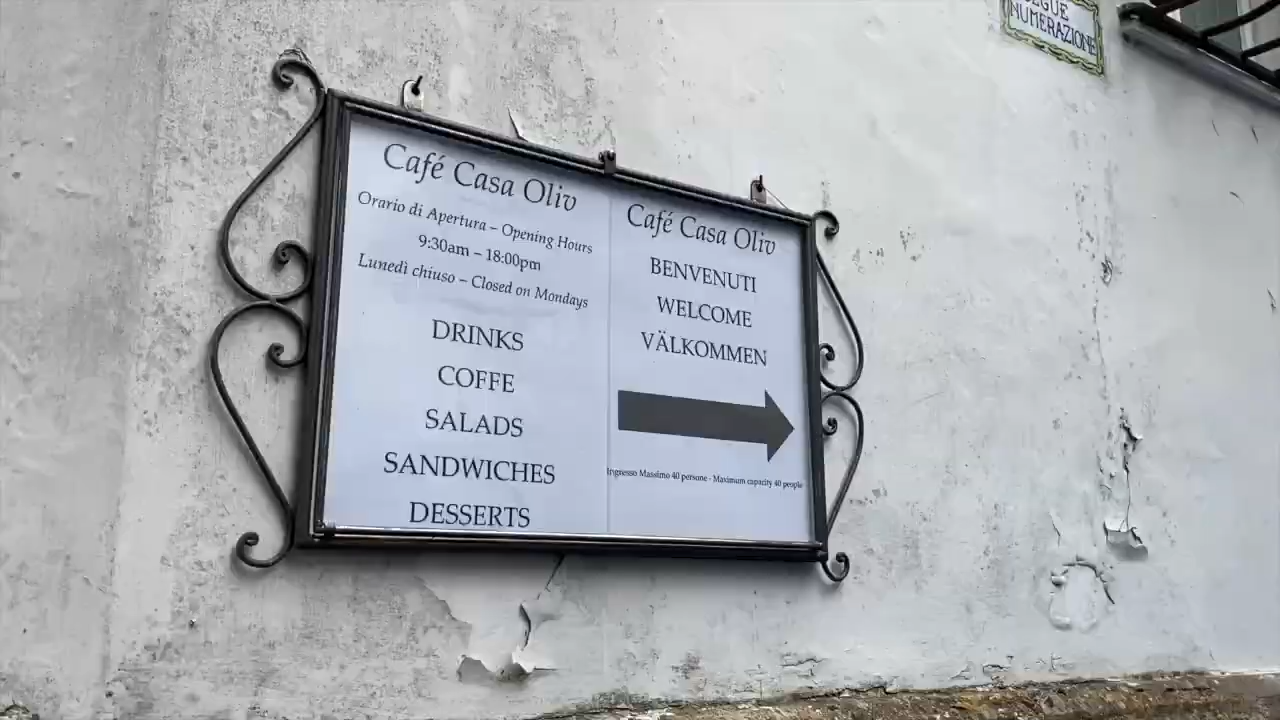 NUMERAZIONE
Café Casa Oliv
Orario di Apertura – Opening Hours
9:30am – 18:00pm
Lunedì chiuso – Closed on Mondays
DRINKS
COFFE
SALADS
SANDWICHES
DESSERTS
Café Casa Oliv
BENVENUTI
WELCOME
VÄLKOMMEN
Ingresso Massimo 40 persone - Maximum capacity 40 people